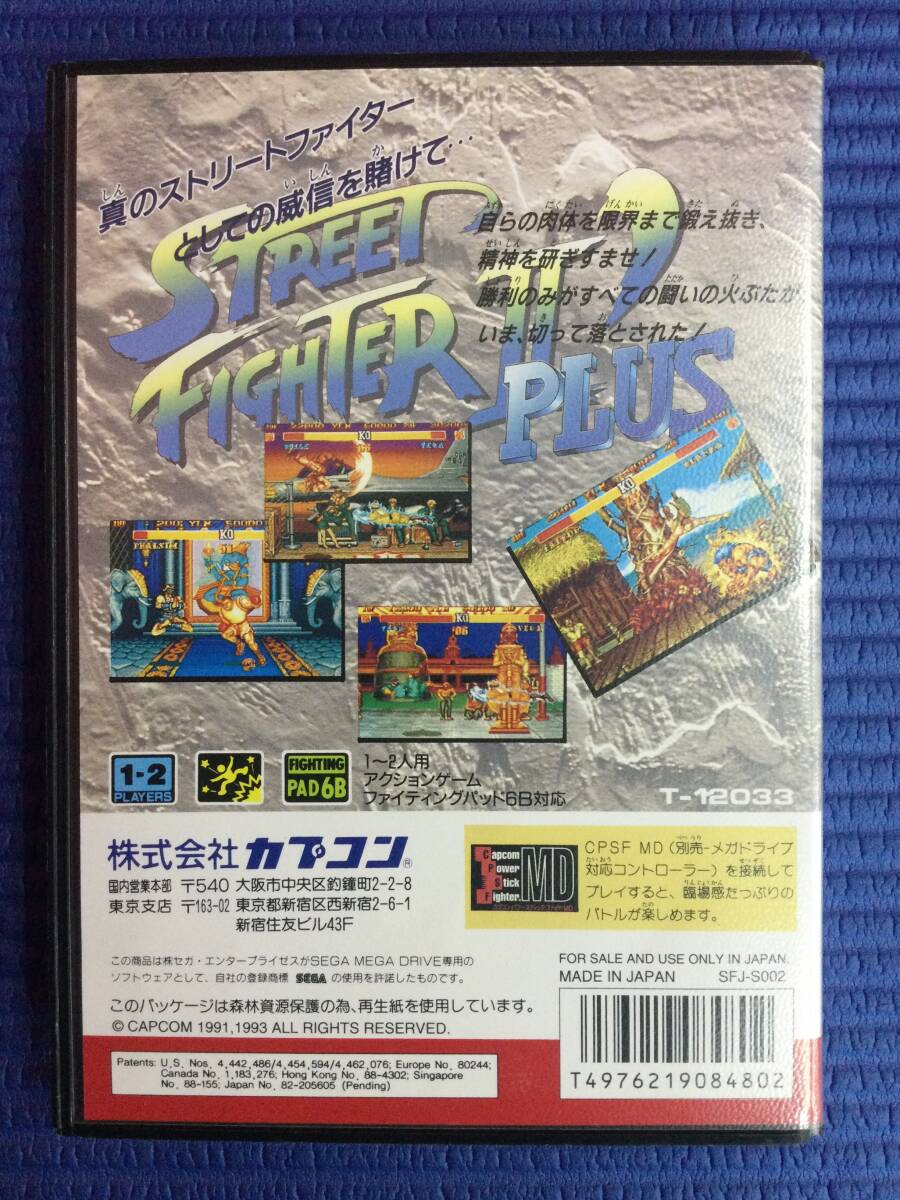 真のストリートファイター
としての威信を賭けて…
STREET
FIGHTER II'
PLUS
自らの肉体を限界まで鍛え抜き、
精神を研ぎすませ!
勝利のみがすべての闘いの火ぶたが
いま、切って落とされた!
KO
KO
KO
KO
1-2
PLAYERS
FIGHTING
PAD 6B
1〜2人用
アクションゲーム
ファイティングパッド6B対応
T-12033
株式会社カプコン®
国内営業本部 〒540 大阪市中央区釣鐘町2-2-8
東京支店 〒163-02 東京都新宿区西新宿2-6-1
新宿住友ビル43F
Capcom
Power
Stick
Fighter
MD
CPSF MD (別売-メガドライブ
対応コントローラー) を接続して
プレイすると、臨場感たっぷりの
バトルが楽しめます。
この商品は株セガ・エンタープライゼスがSEGA MEGA DRIVE専用の
ソフトウェアとして、自社の登録商標 SEGA の使用を許諾したものです。
FOR SALE AND USE ONLY IN JAPAN.
MADE IN JAPAN SFJ-S002
このパッケージは森林資源保護の為、再生紙を使用しています。
© CAPCOM 1991,1993 ALL RIGHTS RESERVED.
Patents: U.S. Nos. 4,442,486/4,454,594/4,462,076; Europe No. 80244;
Canada No. 1,183,276; Hong Kong No. 88-4302; Singapore
No. 88-155; Japan No. 82-205605 (Pending)
T4976219084802